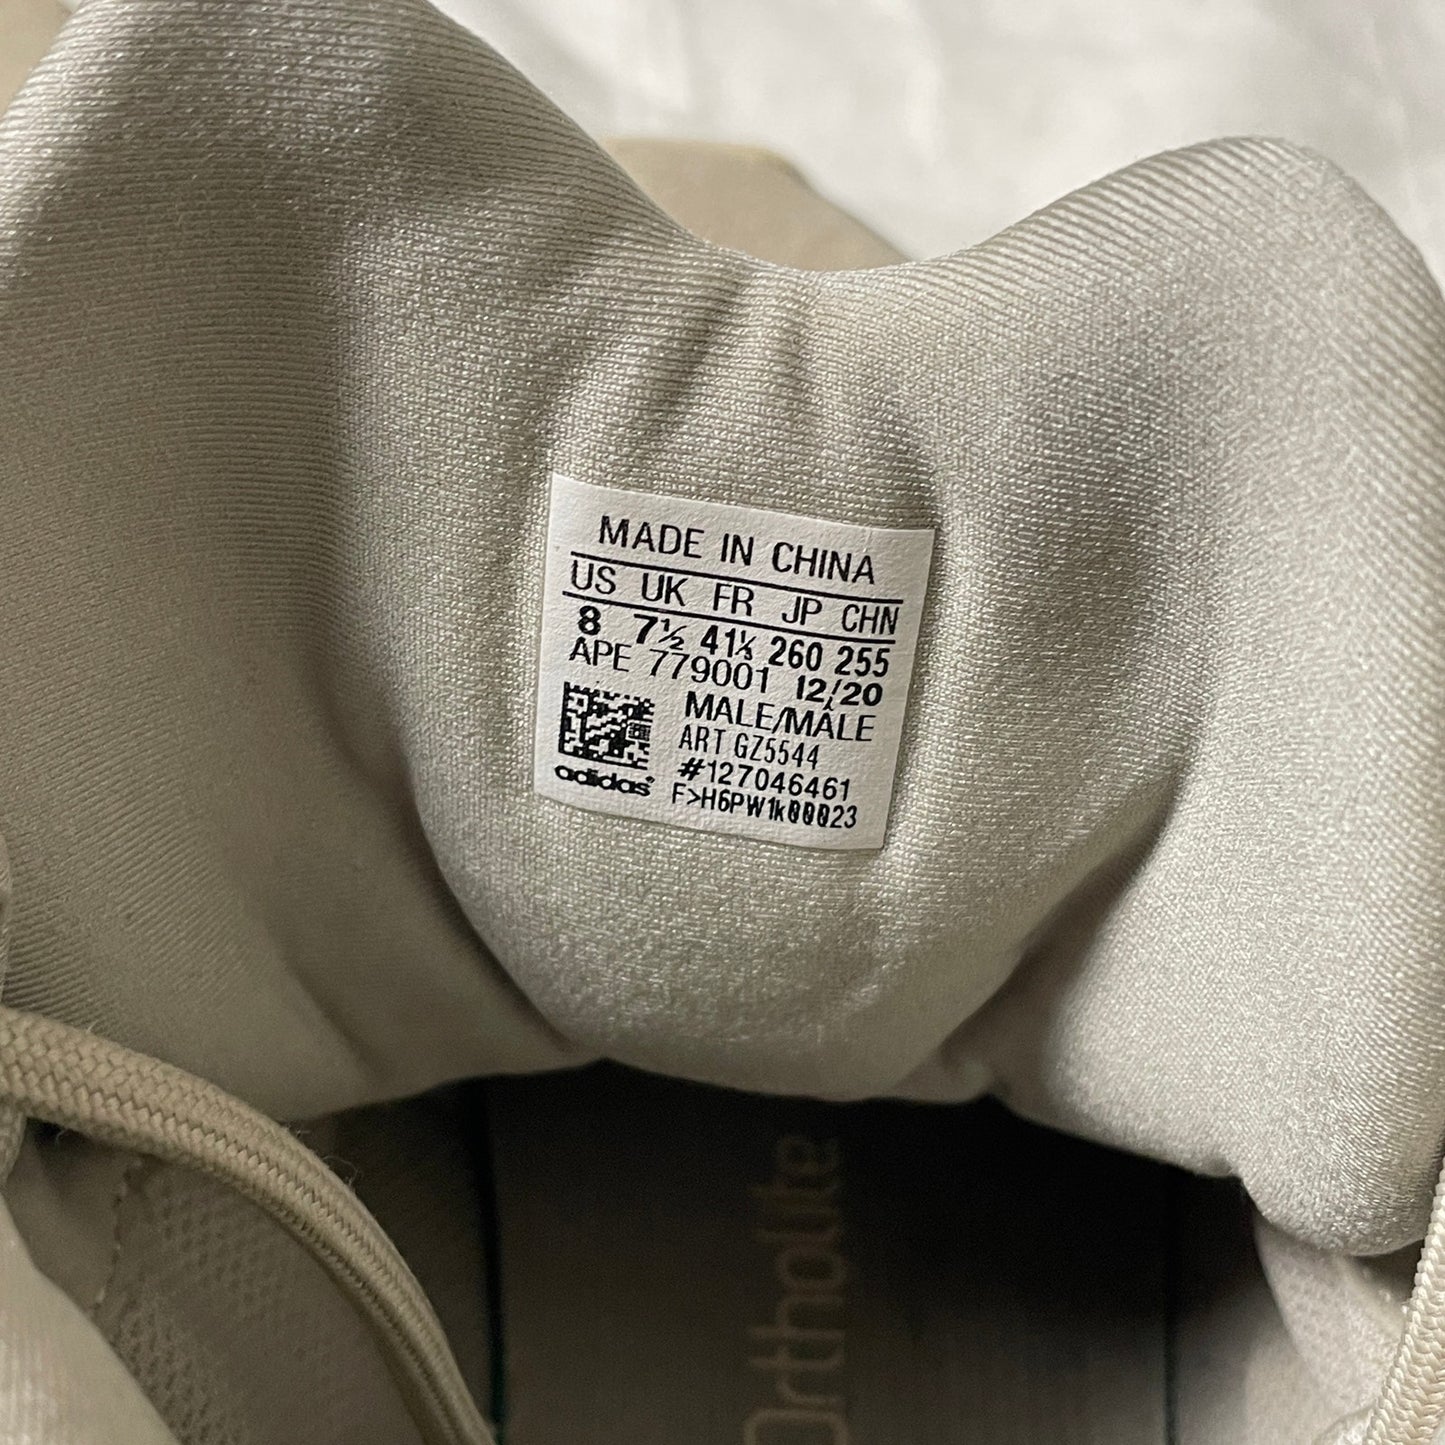 MADE IN CHINA
US UK FR JP CHN
8 7½ 41⅓ 260 255
APE 779001 12/20
MALE/MÂLE
ART GZ5544
#127046461
F>H6PW1k00023
adidas
Ortholite